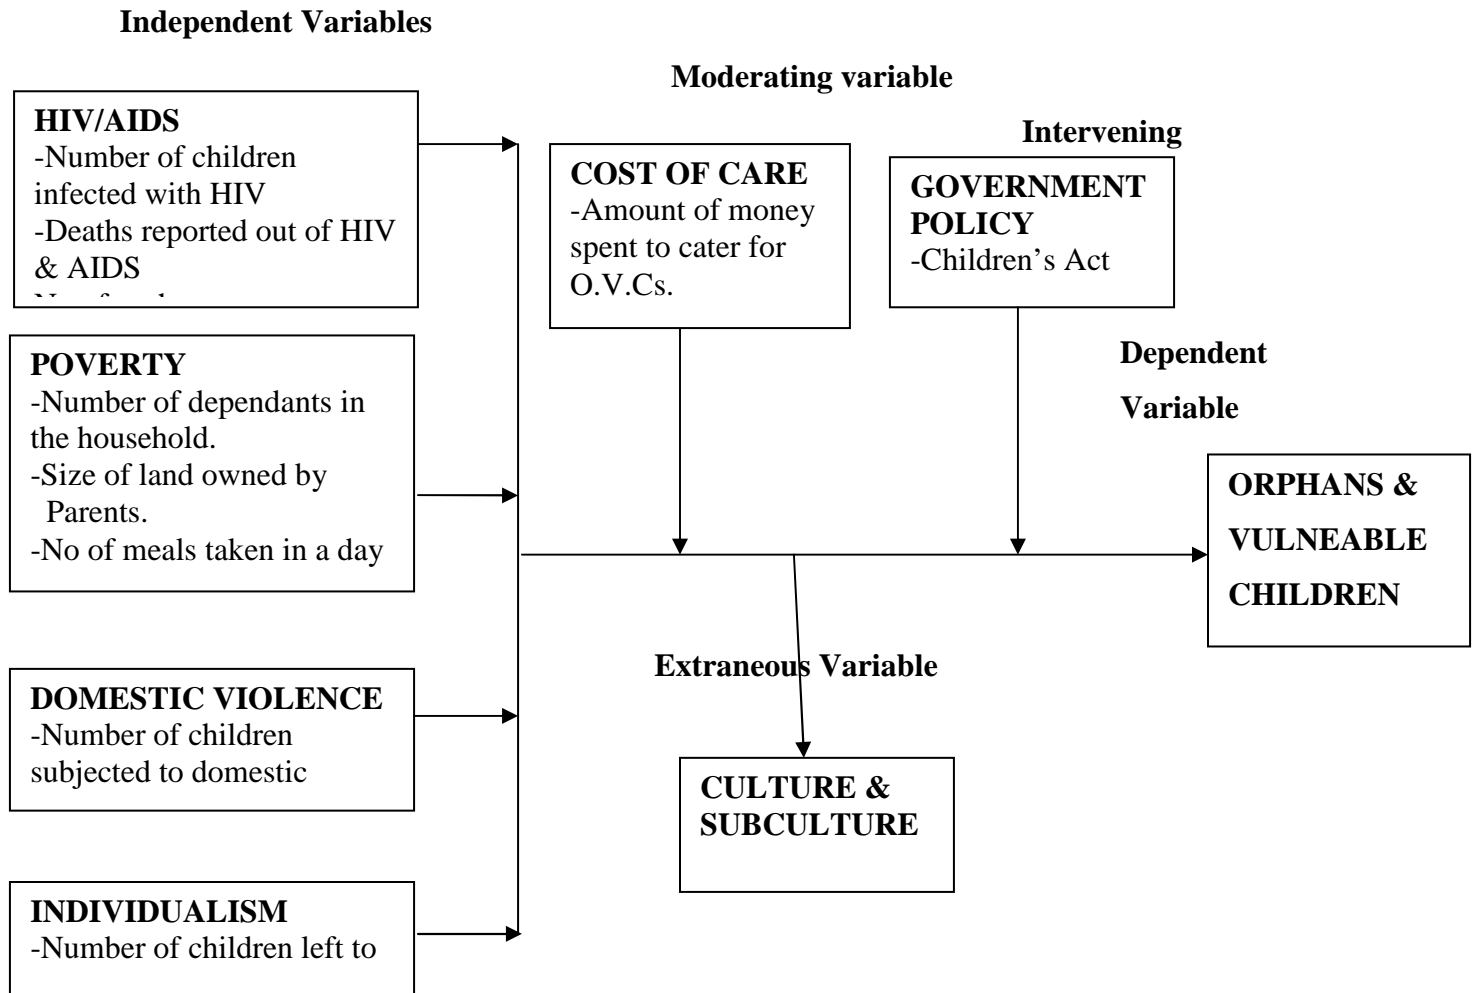 Independent Variables
Moderating variable
Intervening
HIV/AIDS
-Number of children
infected with HIV
-Deaths reported out of HIV
& AIDS
COST OF CARE
-Amount of money
spent to cater for
O.V.Cs.
GOVERNMENT
POLICY
-Children’s Act
POVERTY
-Number of dependants in
the household.
-Size of land owned by
Parents.
-No of meals taken in a day
Dependent
Variable
ORPHANS &
VULNEABLE
CHILDREN
Extraneous Variable
DOMESTIC VIOLENCE
-Number of children
subjected to domestic
CULTURE &
SUBCULTURE
INDIVIDUALISM
-Number of children left to